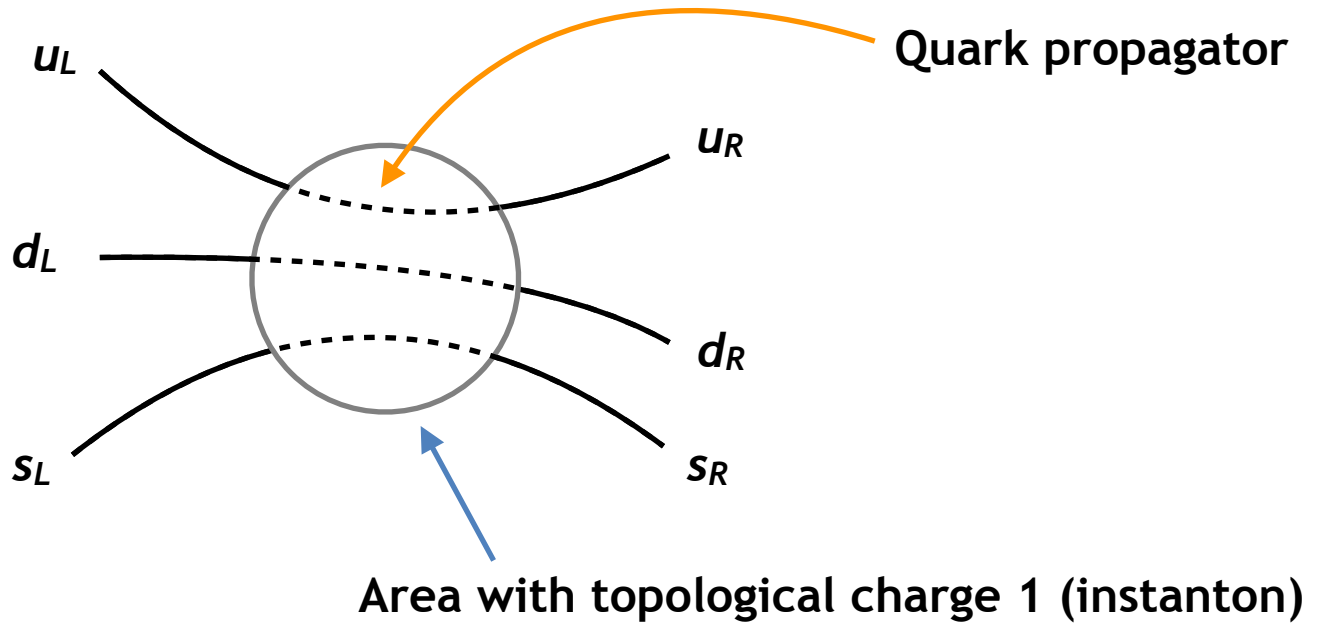 uL
Quark propagator
uR
dL
dR
sL
sR
Area with topological charge 1 (instanton)